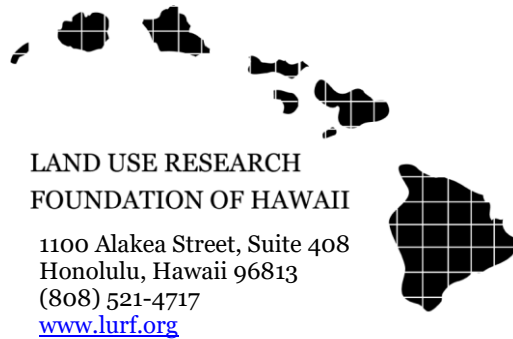 LAND USE RESEARCH
FOUNDATION OF HAWAII
1100 Alakea Street, Suite 408
Honolulu, Hawaii 96813
(808) 521-4717
www.lurf.org